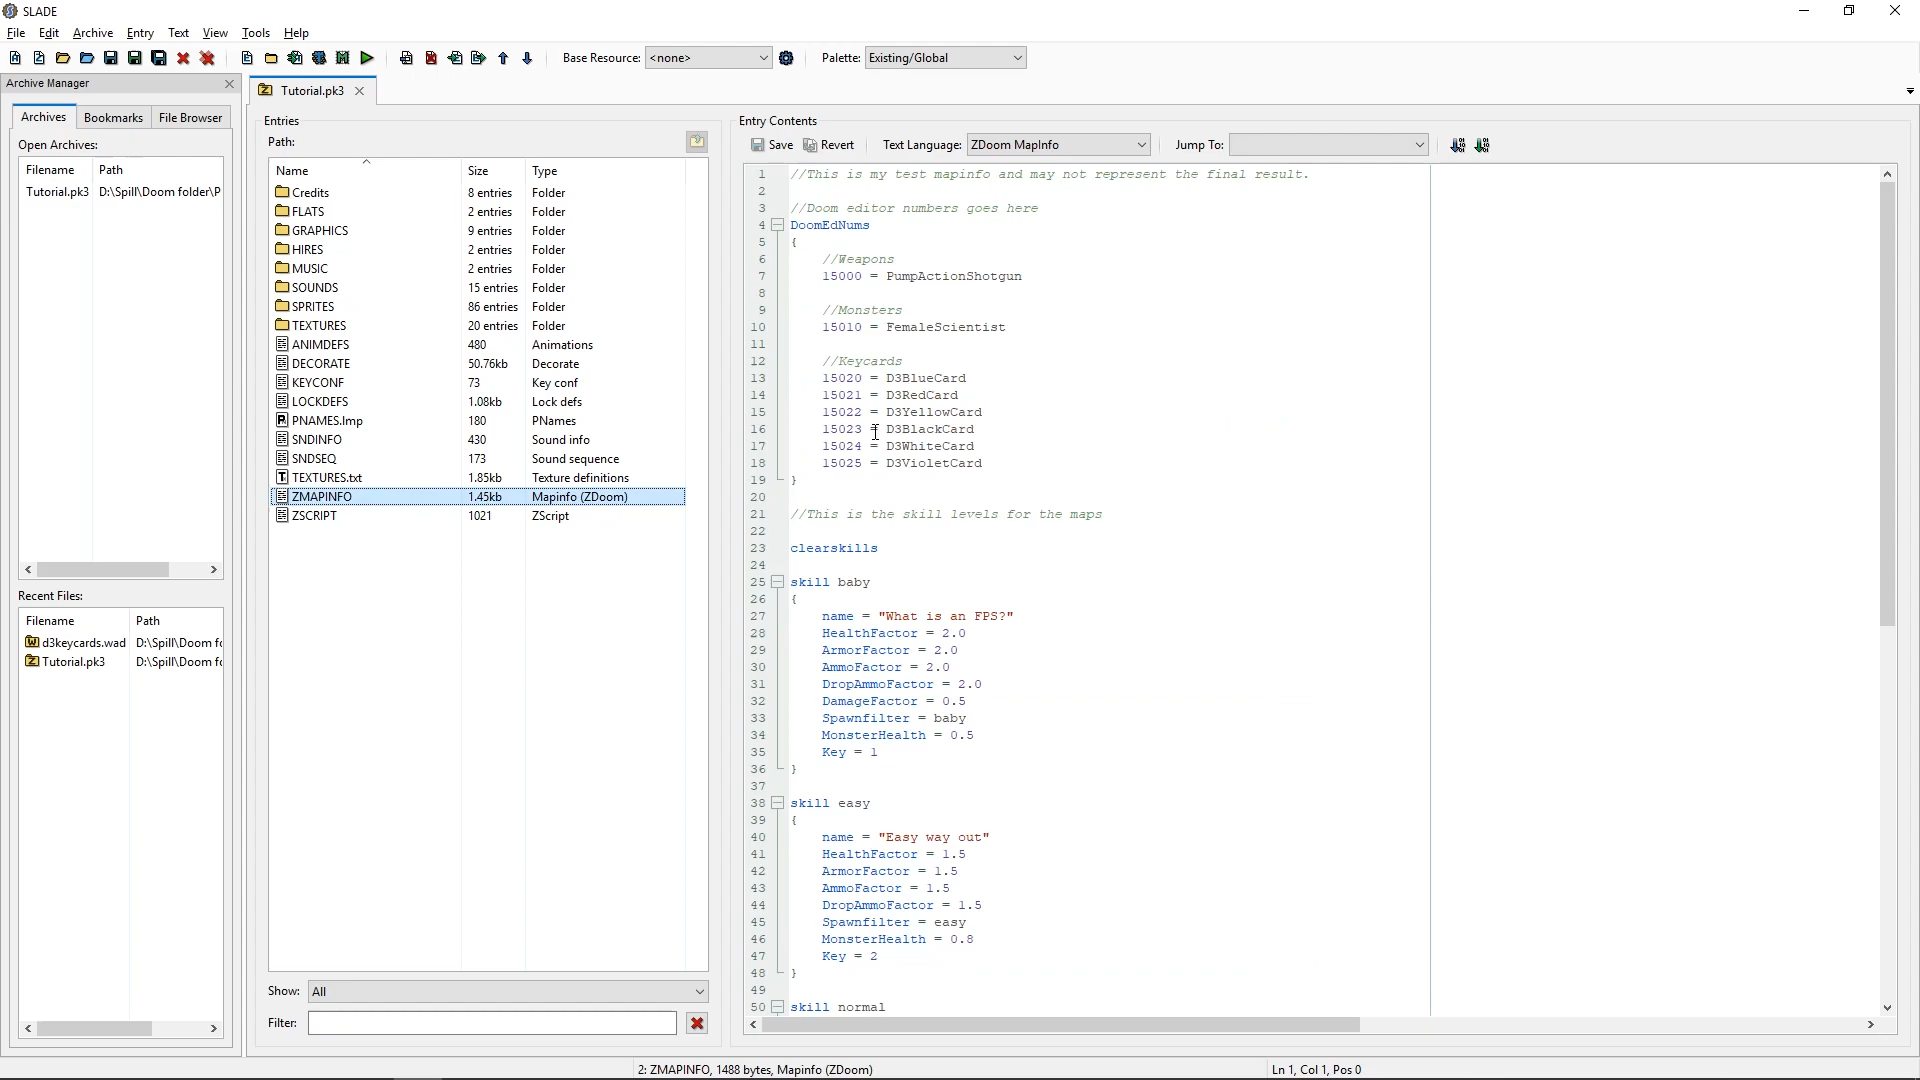 SLADE
File Edit Archive Entry Text View Tools Help
Base Resource: <none> Palette: Existing/Global
Archive Manager
Tutorial.pk3
Archives Bookmarks File Browser
Open Archives:
Filename Path
Tutorial.pk3 D:\Spill\Doom folder\P
Recent Files:
Filename Path
d3keycards.wad D:\Spill\Doom fo
Tutorial.pk3 D:\Spill\Doom fo
Entries
Path:
Name Size Type
Credits 8 entries Folder
FLATS 2 entries Folder
GRAPHICS 9 entries Folder
HIRES 2 entries Folder
MUSIC 2 entries Folder
SOUNDS 15 entries Folder
SPRITES 86 entries Folder
TEXTURES 20 entries Folder
ANIMDEFS 480 Animations
DECORATE 50.76kb Decorate
KEYCONF 73 Key conf
LOCKDEFS 1.08kb Lock defs
PNAMES.lmp 180 PNames
SNDINFO 430 Sound info
SNDSEQ 173 Sound sequence
TEXTURES.txt 1.85kb Texture definitions
ZMAPINFO 1.45kb Mapinfo (ZDoom)
ZSCRIPT 1021 ZScript
Show: All
Filter:
Entry Contents
Save Revert Text Language: ZDoom MapInfo Jump To:
1 //This is my test mapinfo and may not represent the final result.
2
3 //Doom editor numbers goes here
4 DoomEdNums
5 {
6 //Weapons
7 15000 = PumpActionShotgun
8
9 //Monsters
10 15010 = FemaleScientist
11
12 //Keycards
13 15020 = D3BlueCard
14 15021 = D3RedCard
15 15022 = D3YellowCard
16 15023 = D3BlackCard
17 15024 = D3WhiteCard
18 15025 = D3VioletCard
19 }
20
21 //This is the skill levels for the maps
22
23 clearskills
24
25 skill baby
26 {
27 name = "What is an FPS?"
28 HealthFactor = 2.0
29 ArmorFactor = 2.0
30 AmmoFactor = 2.0
31 DropAmmoFactor = 2.0
32 DamageFactor = 0.5
33 Spawnfilter = baby
34 MonsterHealth = 0.5
35 Key = 1
36 }
37
38 skill easy
39 {
40 name = "Easy way out"
41 HealthFactor = 1.5
42 ArmorFactor = 1.5
43 AmmoFactor = 1.5
44 DropAmmoFactor = 1.5
45 Spawnfilter = easy
46 MonsterHealth = 0.8
47 Key = 2
48 }
49
50 skill normal
2: ZMAPINFO, 1488 bytes, Mapinfo (ZDoom) Ln 1, Col 1, Pos 0